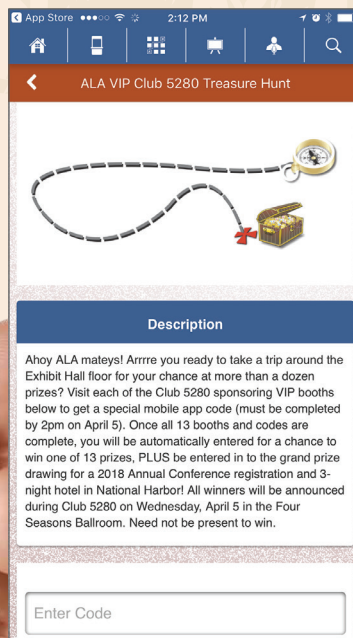 App Store
2:12 PM
ALA VIP Club 5280 Treasure Hunt
Description
Ahoy ALA mateys! Arrrre you ready to take a trip around the
Exhibit Hall floor for your chance at more than a dozen
prizes? Visit each of the Club 5280 sponsoring VIP booths
below to get a special mobile app code (must be completed
by 2pm on April 5). Once all 13 booths and codes are
complete, you will be automatically entered for a chance to
win one of 13 prizes, PLUS be entered in to the grand prize
drawing for a 2018 Annual Conference registration and 3-
night hotel in National Harbor! All winners will be announced
during Club 5280 on Wednesday, April 5 in the Four
Seasons Ballroom. Need not be present to win.
Enter Code